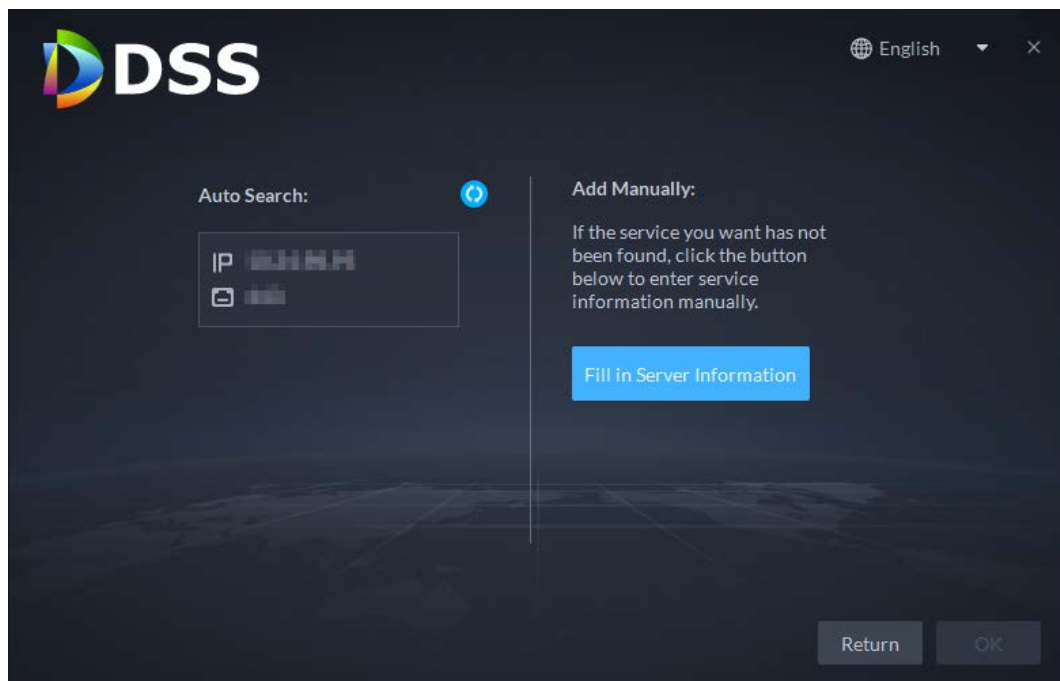 DSS
English
Auto Search:
IP
Add Manually:
If the service you want has not
been found, click the button
below to enter service
information manually.
Fill in Server Information
Return
OK